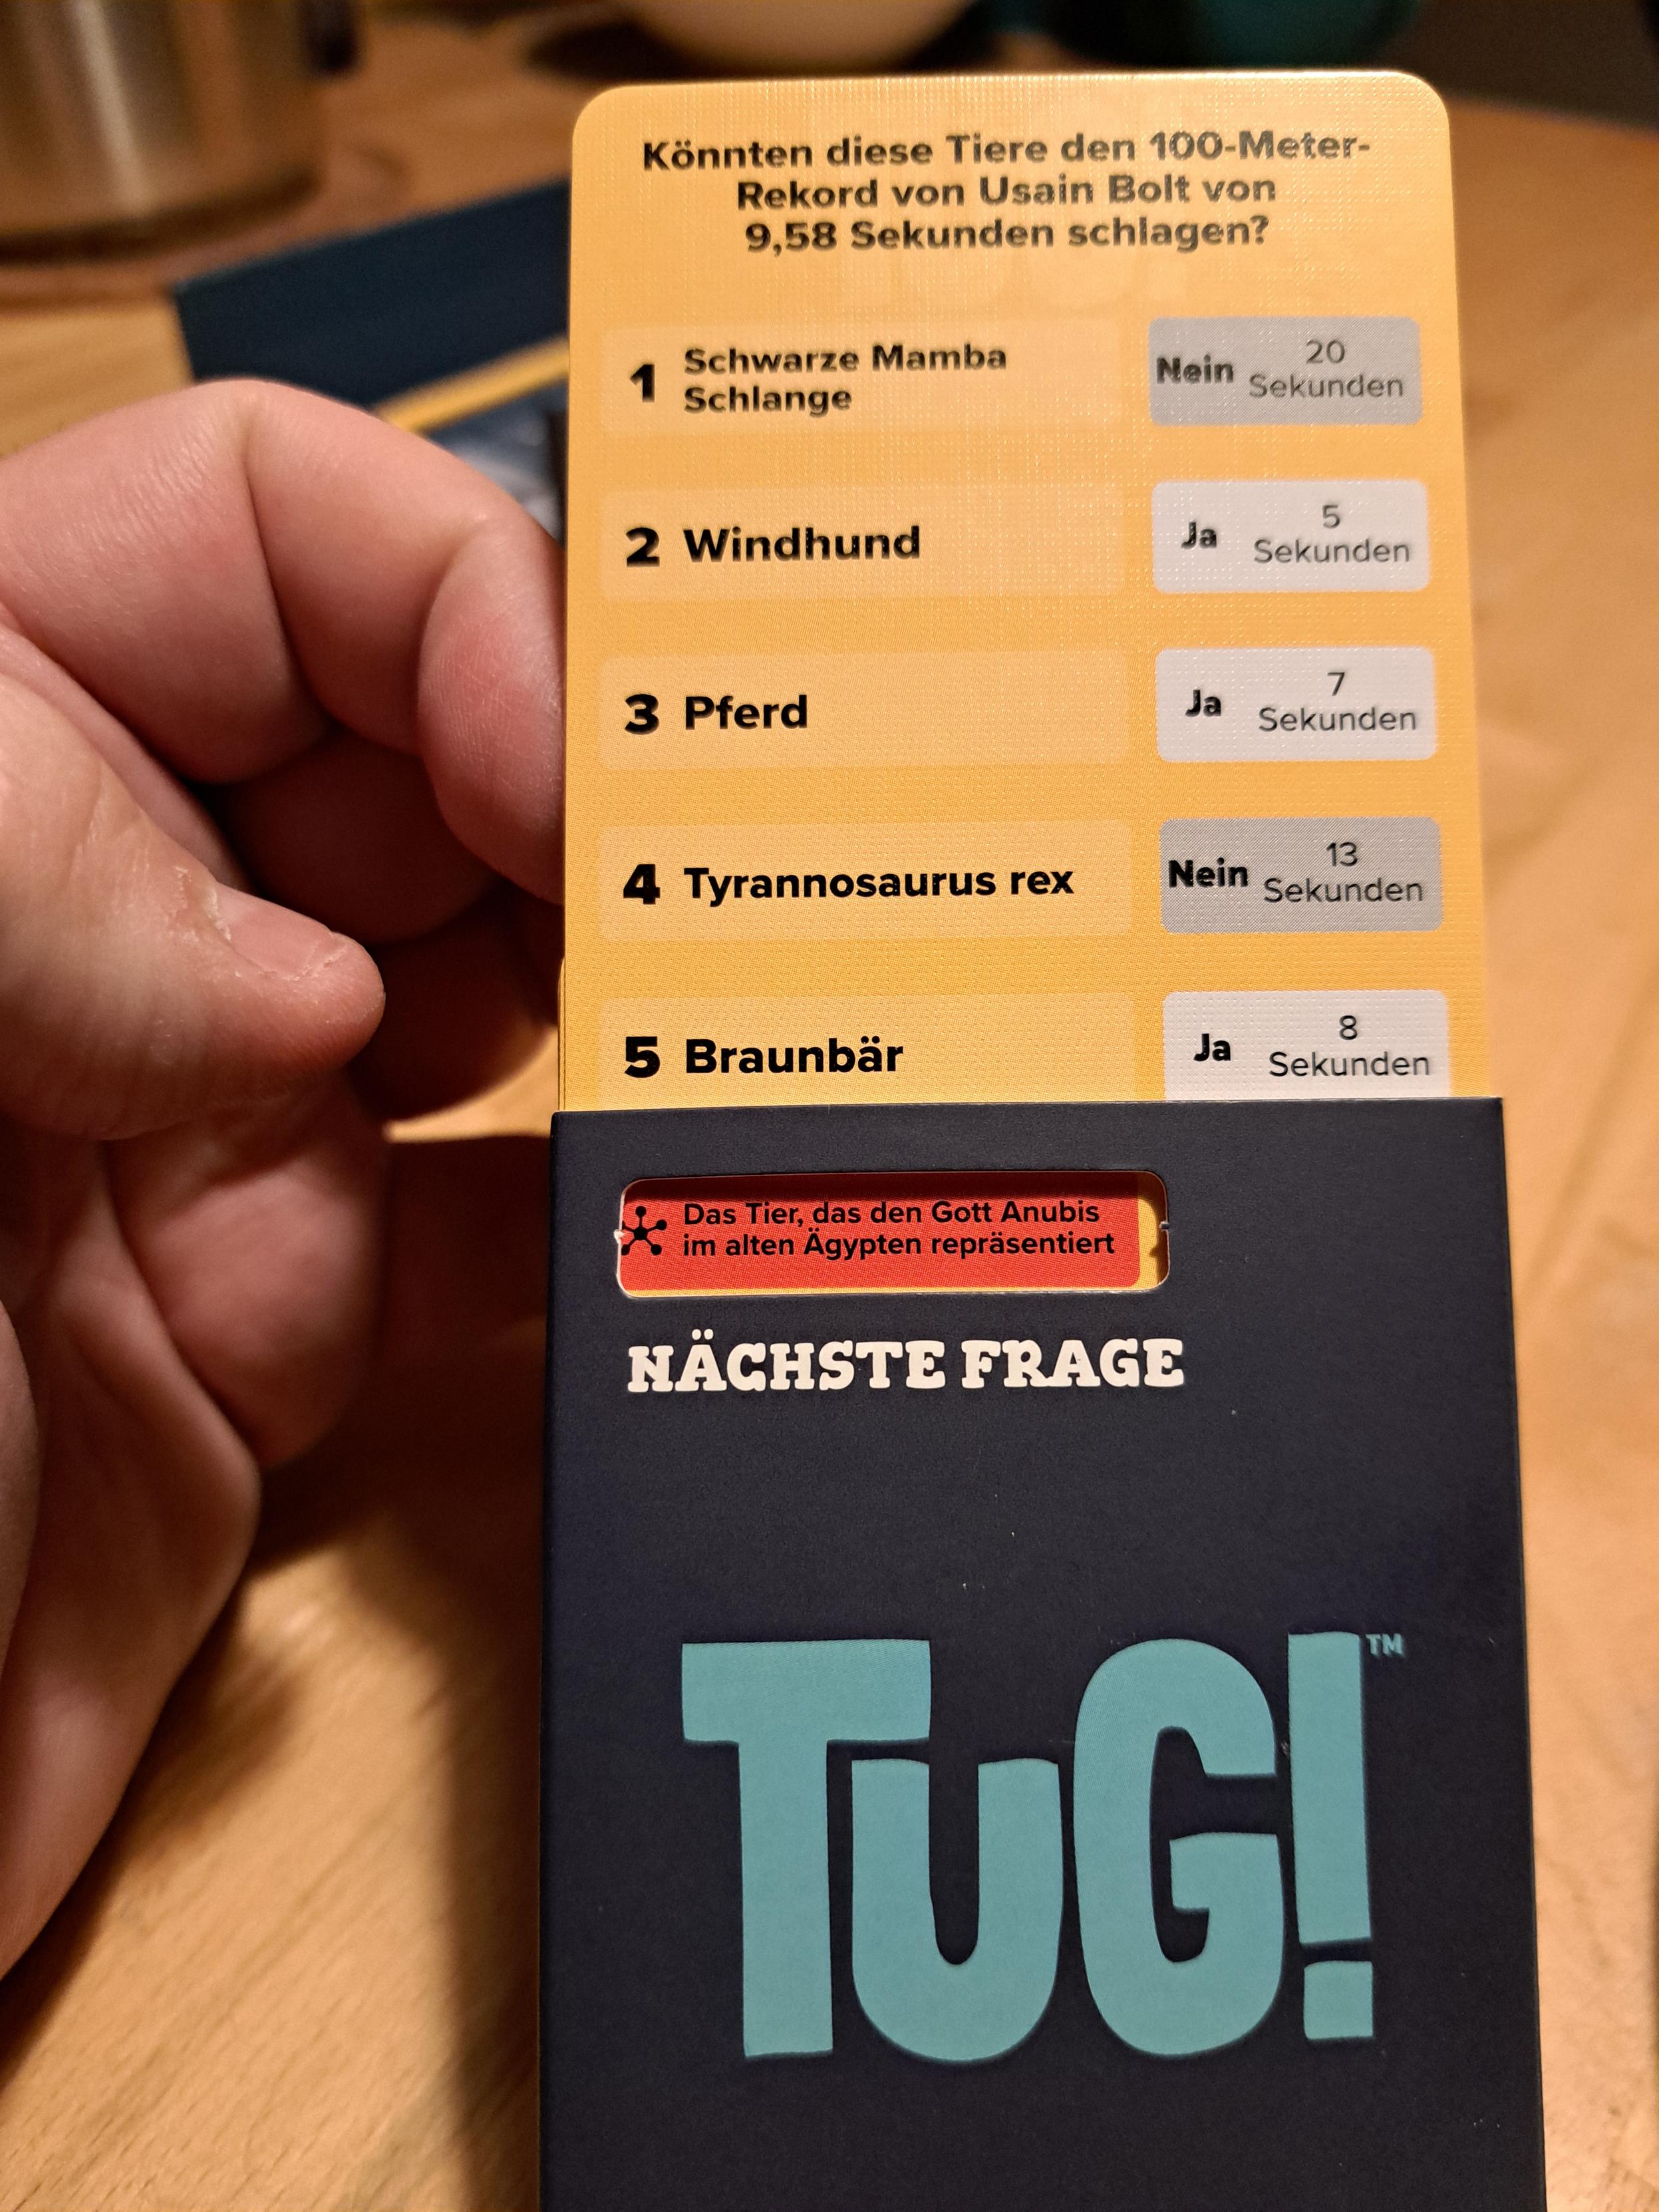 Könnten diese Tiere den 100-Meter-
Rekord von Usain Bolt von
9,58 Sekunden schlagen?
1 Schwarze Mamba
Schlange
Nein 20
Sekunden
2 Windhund
Ja 5
Sekunden
3 Pferd
Ja 7
Sekunden
4 Tyrannosaurus rex
Nein 13
Sekunden
5 Braunbär
Ja 8
Sekunden
Das Tier, das den Gott Anubis
im alten Ägypten repräsentiert
NÄCHSTE FRAGE
TuG!™